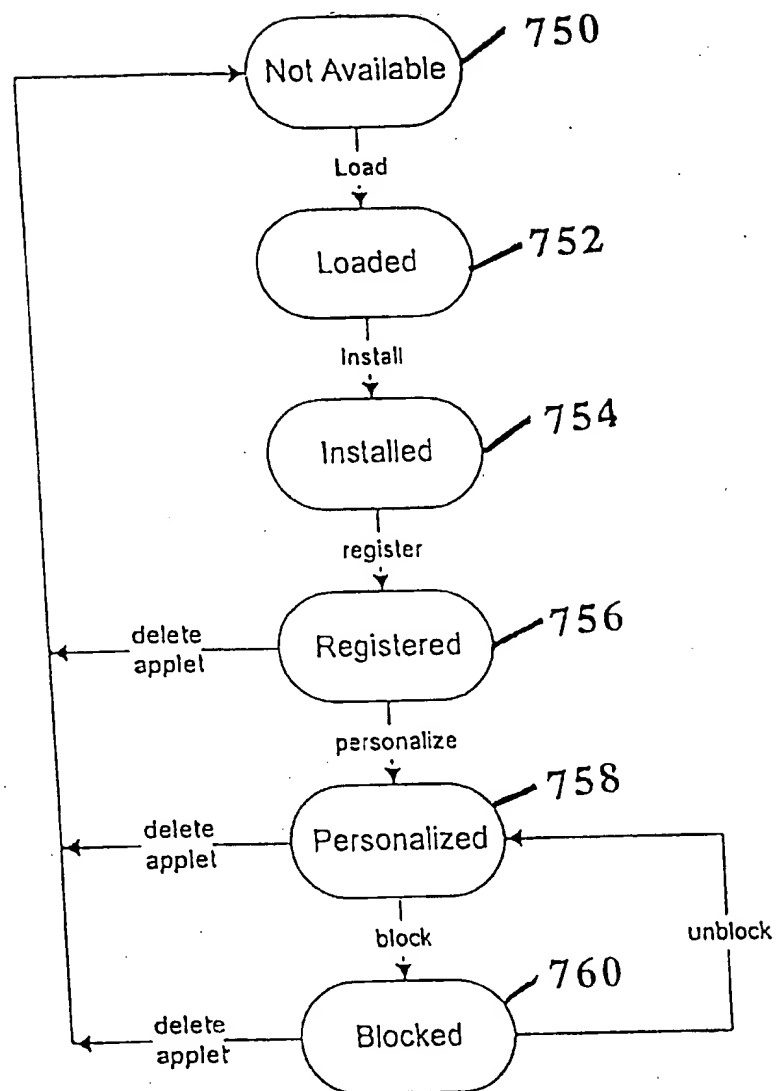 750
Not Available
Load
752
Loaded
Install
754
Installed
register
756
Registered
delete
applet
personalize
758
Personalized
delete
applet
block
unblock
760
Blocked
delete
applet